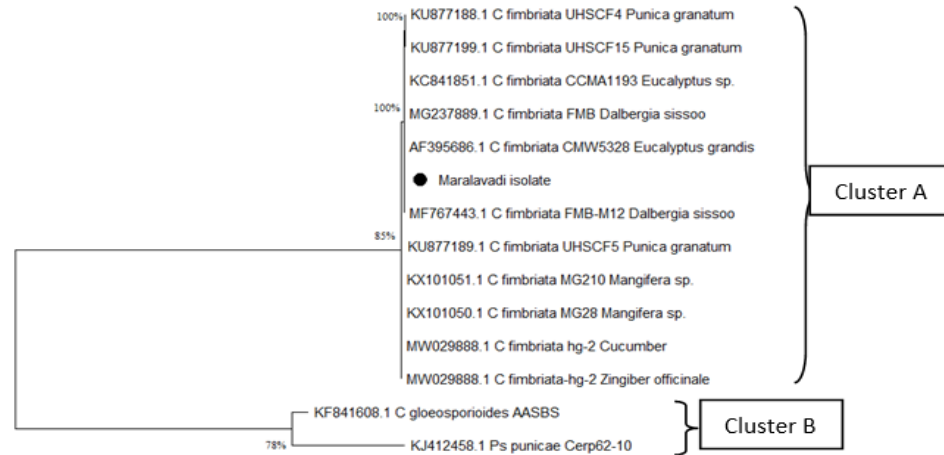 100%
KU877188.1 C fimbriata UHSCF4 Punica granatum
KU877199.1 C fimbriata UHSCF15 Punica granatum
KC841851.1 C fimbriata CCMA1193 Eucalyptus sp.
100%
MG237889.1 C fimbriata FMB Dalbergia sissoo
AF395686.1 C fimbriata CMW5328 Eucalyptus grandis
Maralavadi isolate
Cluster A
MF767443.1 C fimbriata FMB-M12 Dalbergia sissoo
85%
KU877189.1 C fimbriata UHSCF5 Punica granatum
KX101051.1 C fimbriata MG210 Mangifera sp.
KX101050.1 C fimbriata MG28 Mangifera sp.
MW029888.1 C fimbriata hg-2 Cucumber
MW029888.1 C fimbriata-hg-2 Zingiber officinale
KF841608.1 C gloeosporioides AASBS
Cluster B
78%
KJ412458.1 Ps punicae Cerp62-10